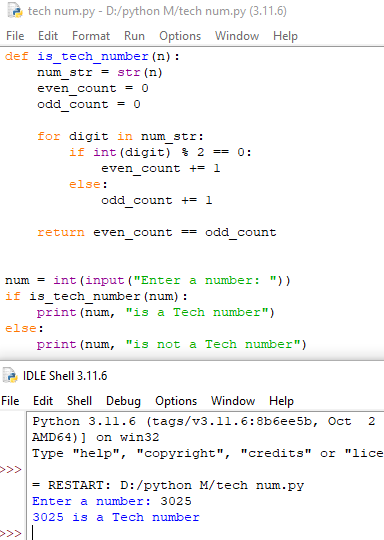 tech num.py - D:/python M/tech num.py (3.11.6)
File Edit Format Run Options Window Help
def is_tech_number(n):
    num_str = str(n)
    even_count = 0
    odd_count = 0
    for digit in num_str:
        if int(digit) % 2 == 0:
            even_count += 1
        else:
            odd_count += 1
    return even_count == odd_count
num = int(input("Enter a number: "))
if is_tech_number(num):
    print(num, "is a Tech number")
else:
    print(num, "is not a Tech number")
IDLE Shell 3.11.6
File Edit Shell Debug Options Window Help
Python 3.11.6 (tags/v3.11.6:8b6ee5b, Oct 2
AMD64)] on win32
Type "help", "copyright", "credits" or "lice
>>>
= RESTART: D:/python M/tech num.py
Enter a number: 3025
3025 is a Tech number
>>>